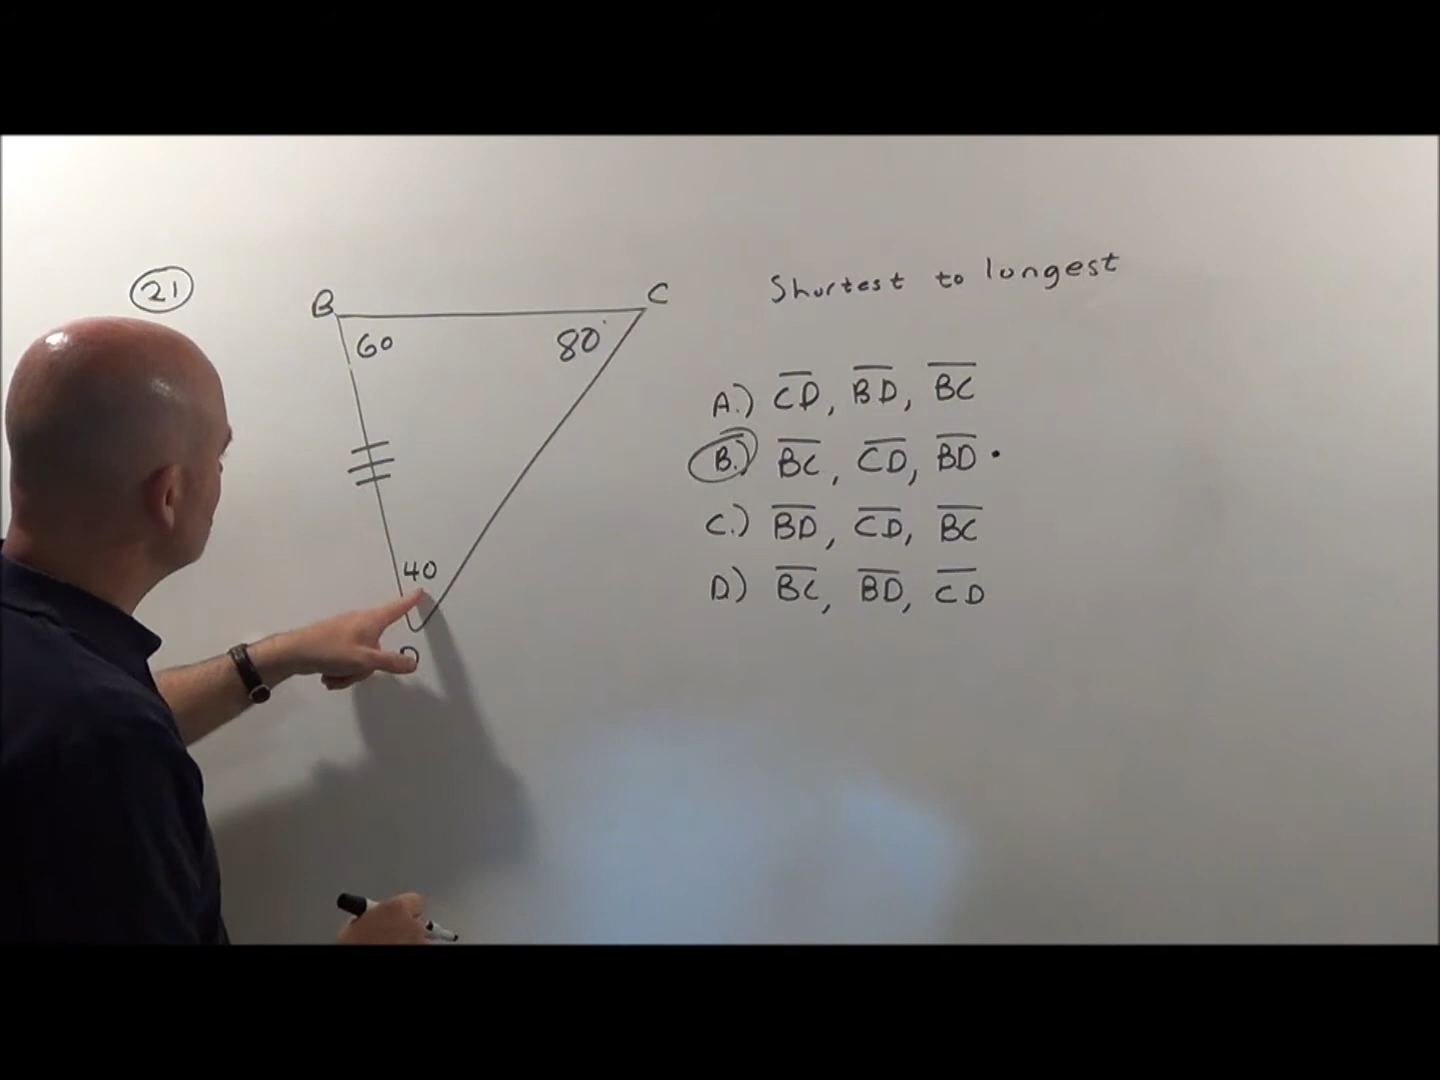 21
B
C
Shortest to longest
60
80
A.) CD, BD, BC
B.) BC, CD, BD
C.) BD, CD, BC
40
D) BC, BD, CD
D